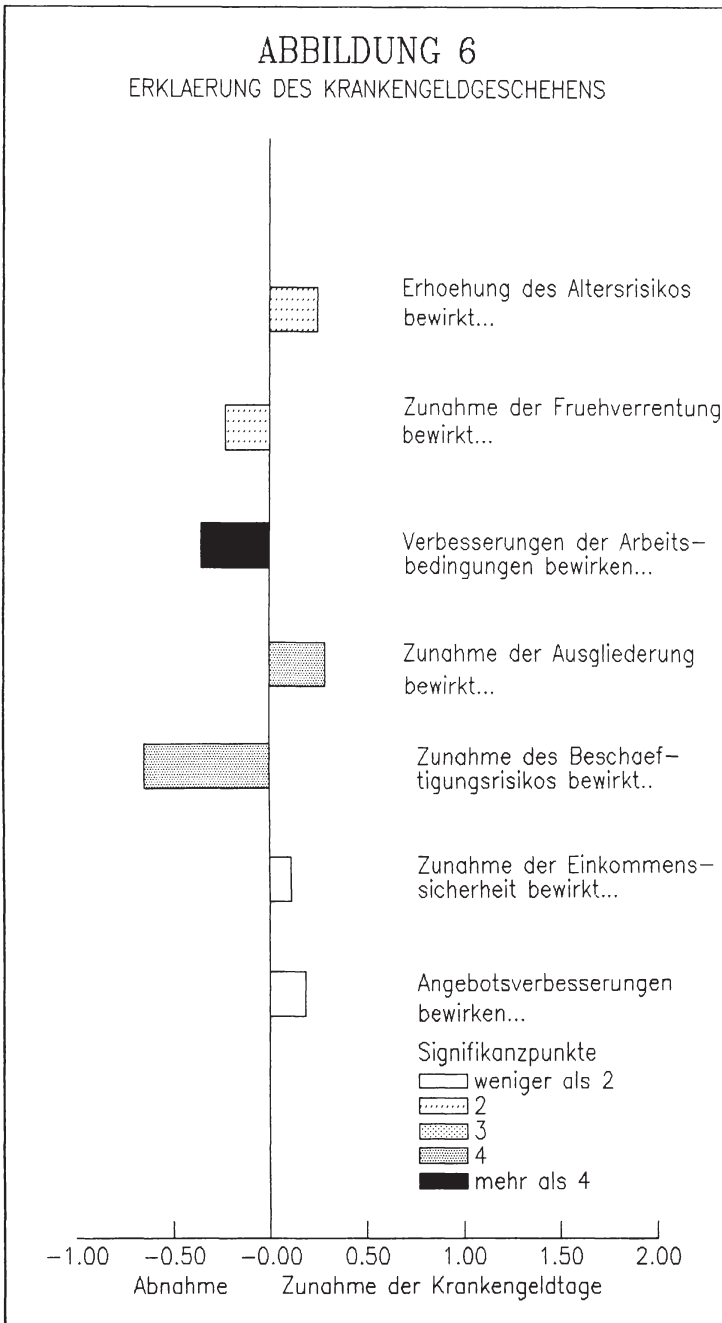 ABBILDUNG 6
ERKLAERUNG DES KRANKENGELDGESCHEHENS
Erhoehung des Altersrisikos
bewirkt...
Zunahme der Fruehverrentung
bewirkt...
Verbesserungen der Arbeits-
bedingungen bewirken...
Zunahme der Ausgliederung
bewirkt...
Zunahme des Beschaef-
tigungsrisikos bewirkt..
Zunahme der Einkommens-
sicherheit bewirkt...
Angebotsverbesserungen
bewirken...
Signifikanzpunkte
weniger als 2
2
3
4
mehr als 4
-1.00 -0.50 -0.00 0.50 1.00 1.50 2.00
Abnahme Zunahme der Krankengeldtage